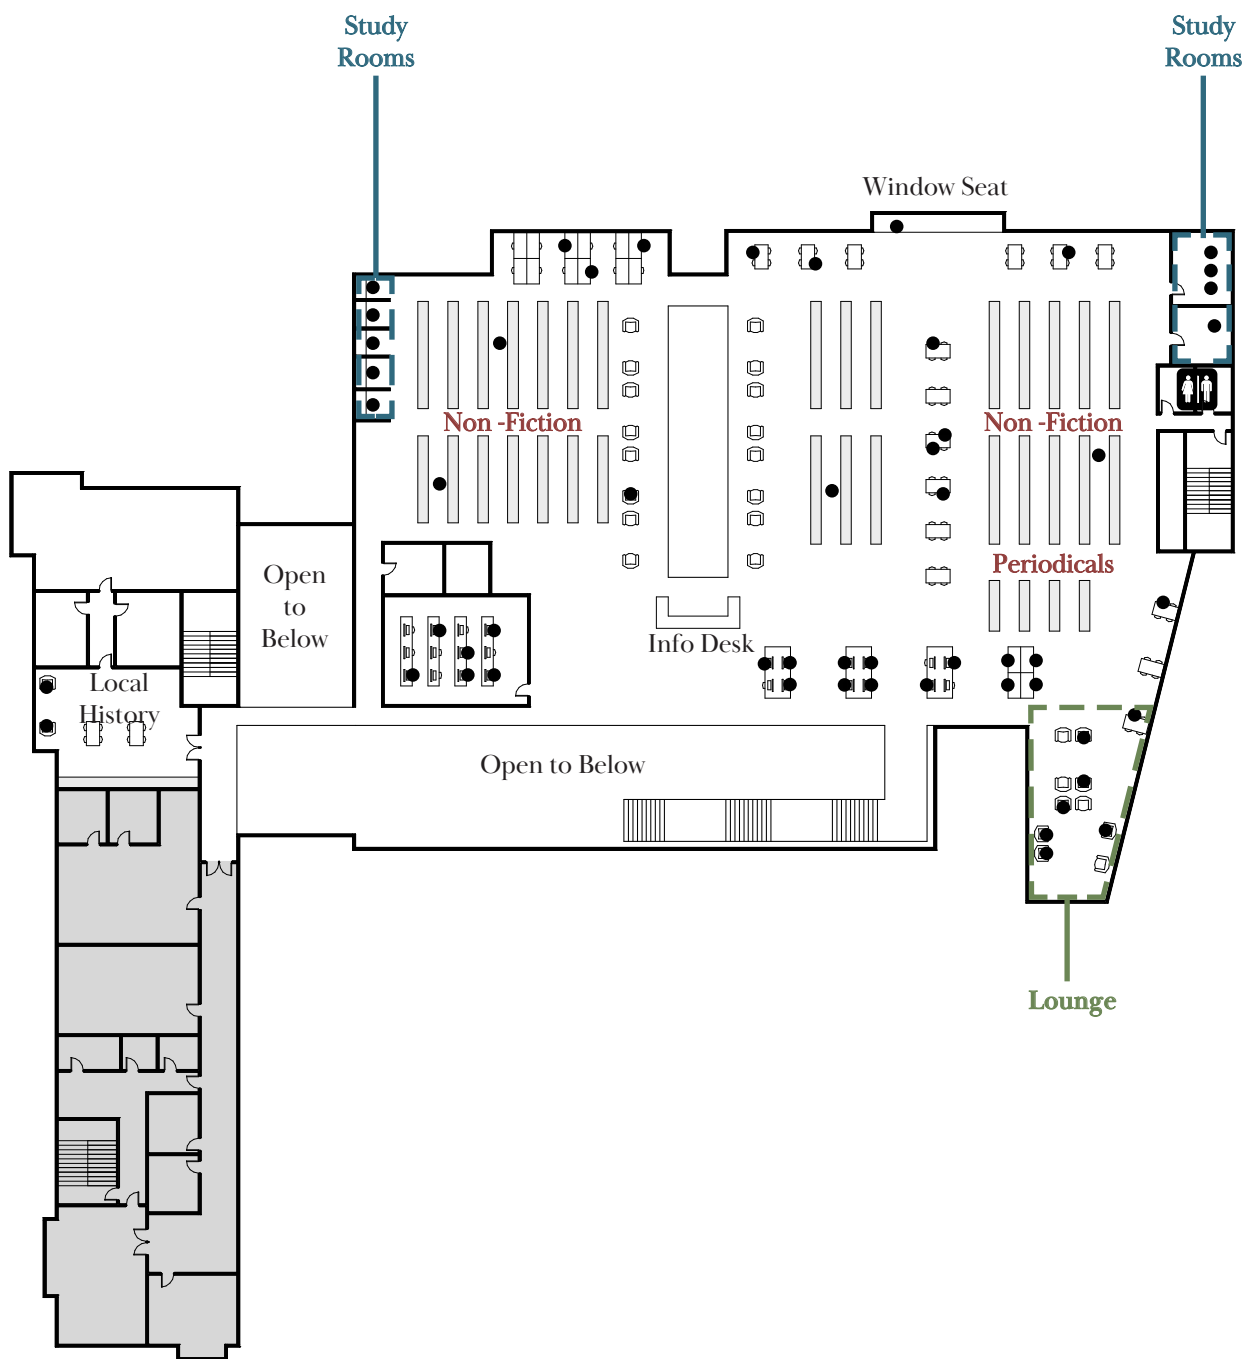 Study
Rooms
Study
Rooms
Window Seat
Non -Fiction
Non -Fiction
Periodicals
Open
to
Below
Info Desk
Local
History
Open to Below
Lounge